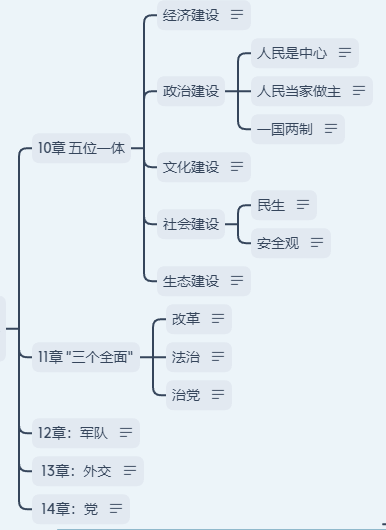 经济建设
人民是中心
政治建设
人民当家做主
一国两制
10章 五位一体
文化建设
民生
社会建设
安全观
生态建设
改革
11章 "三个全面"
法治
治党
12章：军队
13章：外交
14章：党